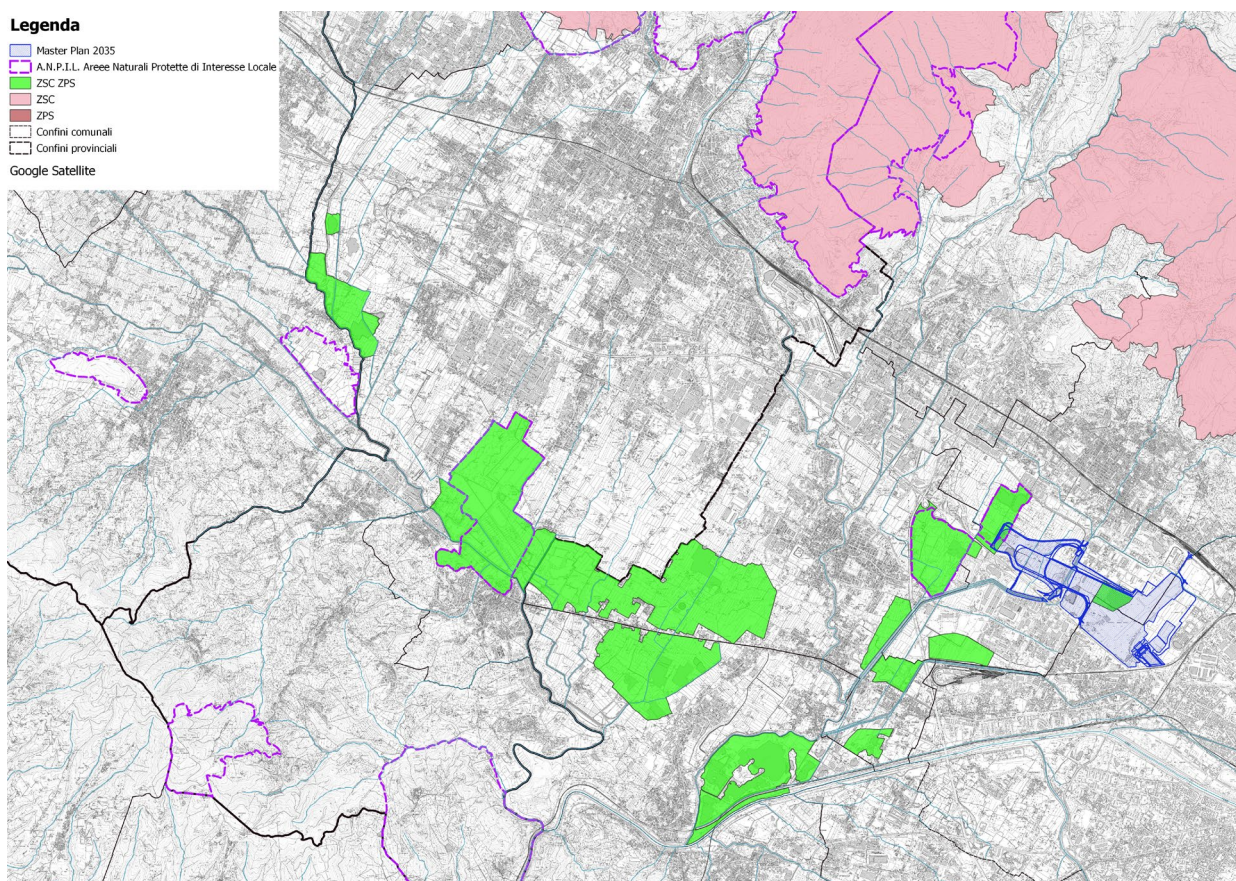 Legenda
Master Plan 2035
A.N.P.I.L. Areee Naturali Protette di Interesse Locale
ZSC ZPS
ZSC
ZPS
Confini comunali
Confini provinciali
Google Satellite